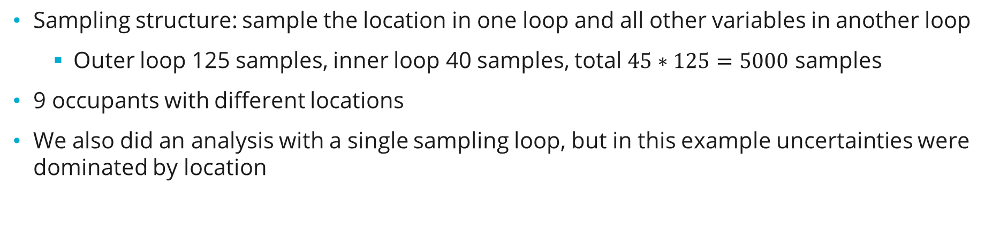 • Sampling structure: sample the location in one loop and all other variables in another loop
▪ Outer loop 125 samples, inner loop 40 samples, total 45 ∗ 125 = 5000 samples
• 9 occupants with different locations
• We also did an analysis with a single sampling loop, but in this example uncertainties were
dominated by location